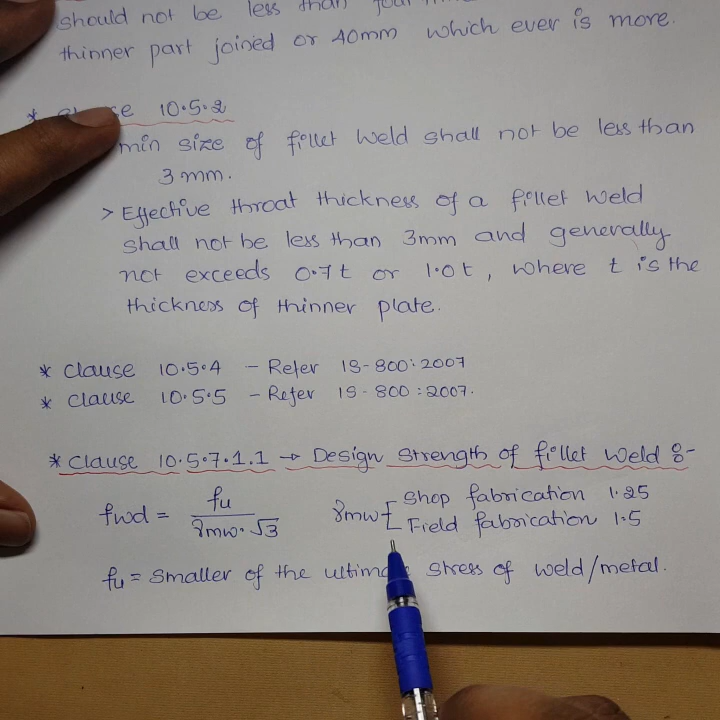 should not be less than
thinner part joined or 40mm which ever is more.
* 10.5.2
min size of fillet weld shall not be less than
3 mm.
> Effective throat thickness of a fillet weld
shall not be less than 3mm and generally
not exceeds 0.7t or 1.0t, where t is the
thickness of thinner plate.
* Clause 10.5.4 - Refer IS-800:2007
* Clause 10.5.5 - Refer IS-800:2007.
* Clause 10.5.7.1.1 → Design Strength of fillet weld :-
fwd = fu / γmw.√3 γmw [ Shop fabrication 1.25
Field fabrication 1.5
fu = smaller of the stress of weld/metal.